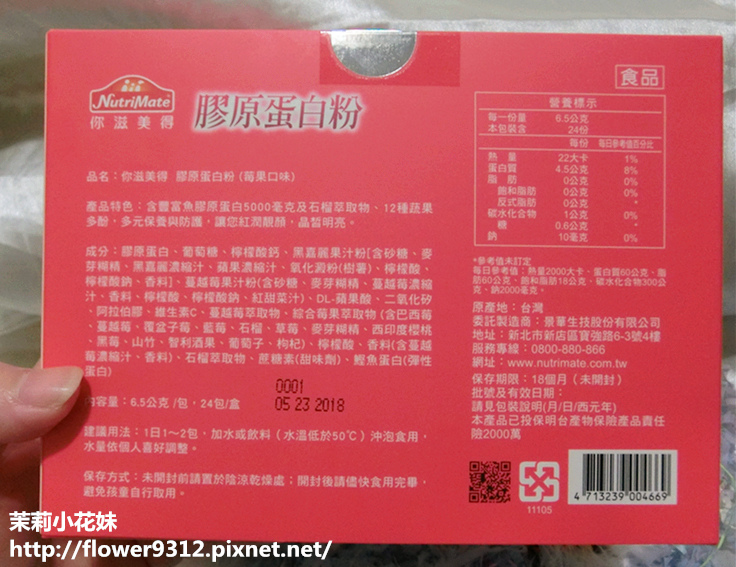 食品
NutriMate
你滋美得
膠原蛋白粉
品名：你滋美得 膠原蛋白粉 (莓果口味)
產品特色：含豐富魚膠原蛋白5000毫克及石榴萃取物、12種蔬果
多酚，多元保養與防護，讓您紅潤靚顏，晶皙明亮。
成分：膠原蛋白、葡萄糖、檸檬酸鈣、黑嘉麗果汁粉[含砂糖、麥
芽糊精、黑嘉麗濃縮汁、蘋果濃縮汁、氧化澱粉(樹薯)、檸檬酸、
檸檬酸鈉、香料]、蔓越莓果汁粉(含砂糖、麥芽糊精、蔓越莓濃縮
汁、香料、檸檬酸、檸檬酸鈉、紅甜菜汁)、DL-蘋果酸、二氧化矽
、阿拉伯膠、維生素C、蔓越莓萃取物、綜合莓果萃取物(含巴西莓
、蔓越莓、覆盆子莓、藍莓、石榴、草莓、麥芽糊精、西印度櫻桃
、黑莓、山竹、智利酒果、葡萄子、枸杞)、檸檬酸、香料(含蔓越
莓濃縮汁、香料)、石榴萃取物、蔗糖素(甜味劑)、鰹魚蛋白(彈性
蛋白)
0001
內容量：6.5公克/包，24包/盒
05 23 2018
建議用法：1日1～2包，加水或飲料（水溫低於50℃）沖泡食用，
水量依個人喜好調整。
保存方式：未開封前請置於陰涼乾燥處；開封後請儘快食用完畢，
避免孩童自行取用。
營養標示
每一份量 6.5公克
本包裝含 24份
每份 每日參考值百分比
熱量 22大卡 1%
蛋白質 4.5公克 8%
脂肪 0公克 0%
飽和脂肪 0公克 0%
反式脂肪 0公克 *
碳水化合物 1公克 0%
糖 0.6公克 *
鈉 10毫克 0%
*參考值未訂定
每日參考值：熱量2000大卡、蛋白質60公克、脂
肪60公克、飽和脂肪18公克、碳水化合物300公
克、鈉2000毫克。
原產地：台灣
委託製造商：景華生技股份有限公司
地址：新北市新店區寶強路6-3號4樓
服務專線：0800-880-866
網址：www.nutrimate.com.tw
保存期限：18個月（未開封）
批號及有效日期：
請見包裝說明(月/日/西元年)
本產品已投保明台產物保險產品責任
險2000萬
11105
4 713239 004669
茉莉小花妹
http://flower9312.pixnet.net/